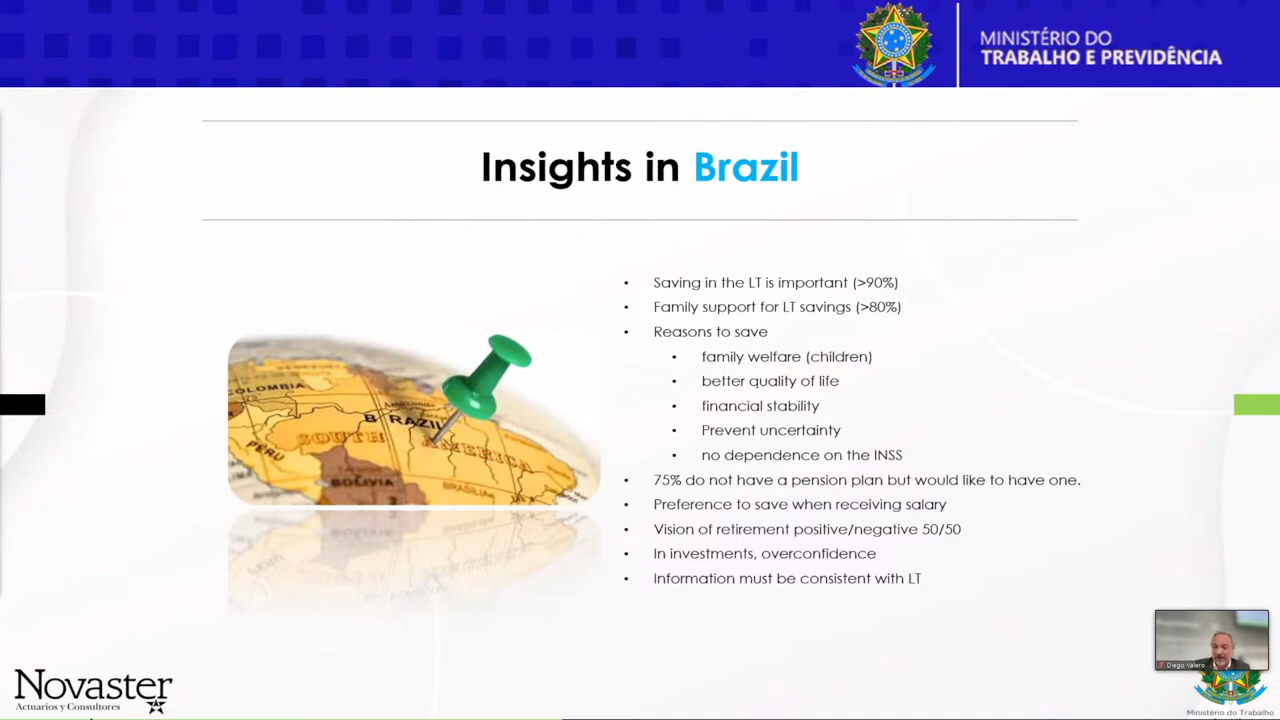 MINISTÉRIO DO
TRABALHO E PREVIDÊNCIA
Insights in Brazil
• Saving in the LT is important (>90%)
• Family support for LT savings (>80%)
• Reasons to save
• family welfare (children)
• better quality of life
• financial stability
• Prevent uncertainty
• no dependence on the INSS
• 75% do not have a pension plan but would like to have one.
• Preference to save when receiving salary
• Vision of retirement positive/negative 50/50
• In investments, overconfidence
• Information must be consistent with LT
COLOMBIA
BRAZIL
SOUTH AMERICA
PERU
BOLIVIA
Novaster
Actuarios y Consultores
Diego Valero
Ministério do Trabalho